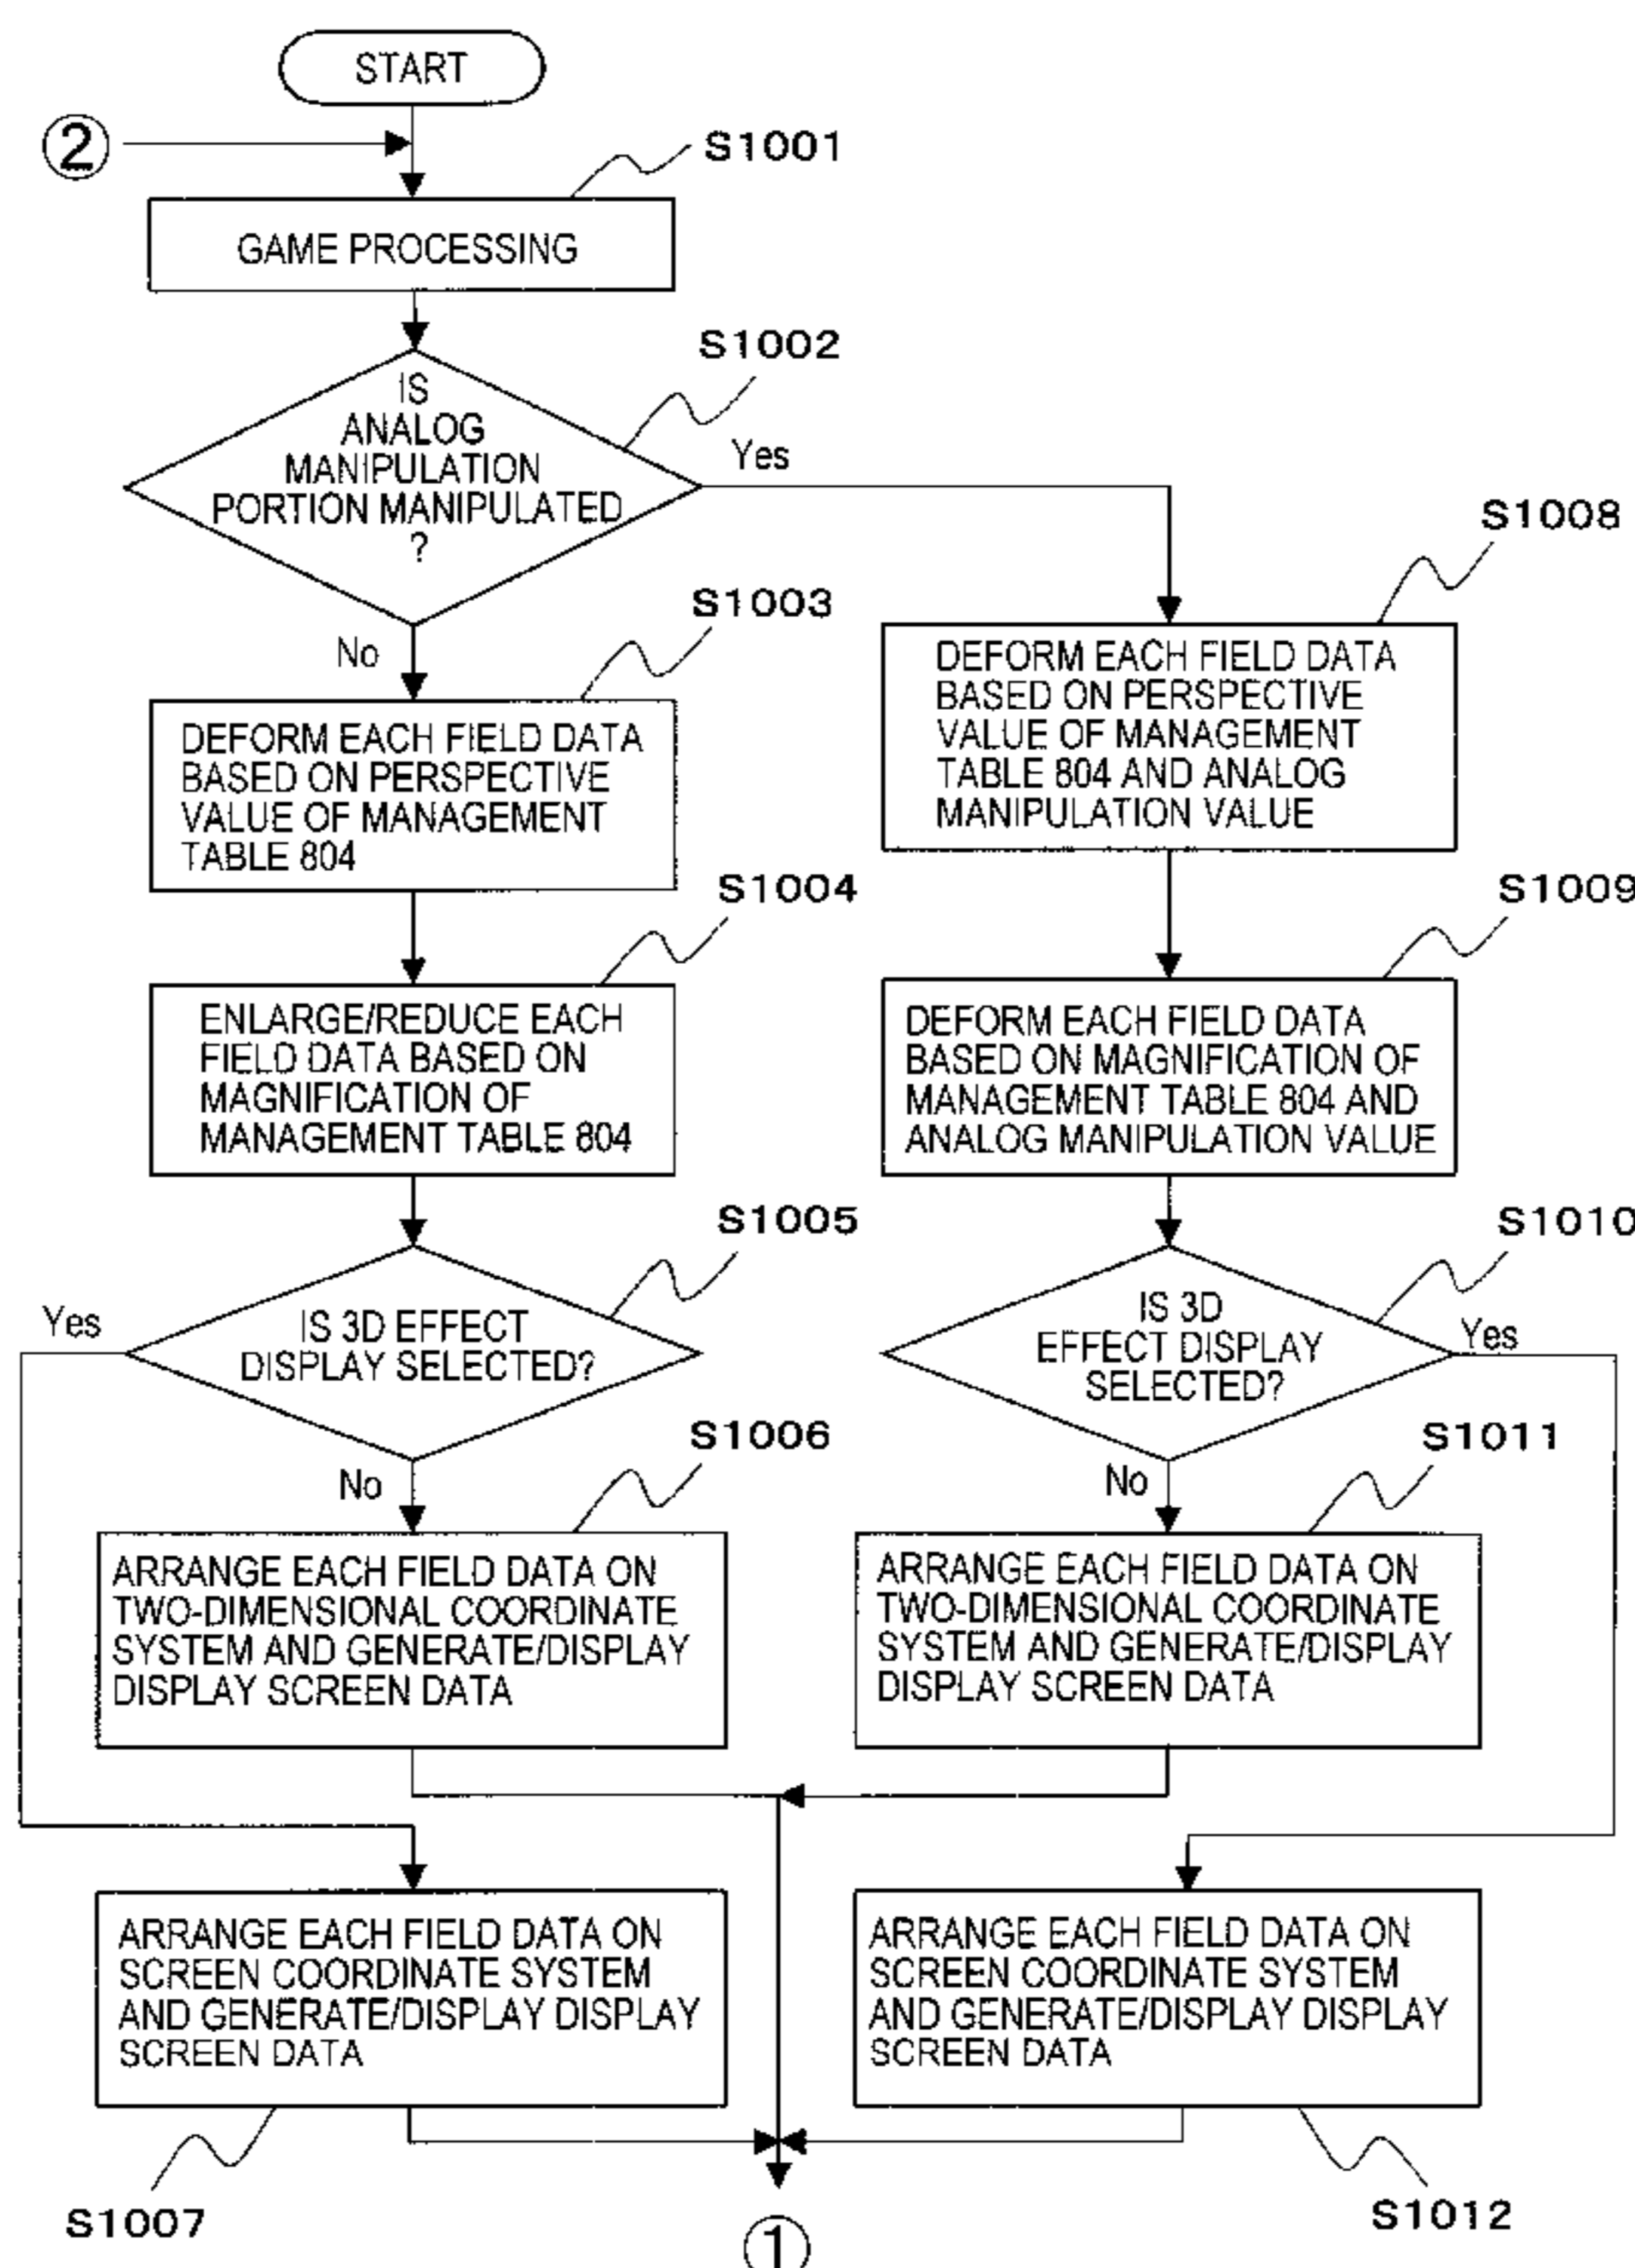 START
②
S1001
GAME PROCESSING
S1002
IS
ANALOG
MANIPULATION
PORTION MANIPULATED
?
Yes
No
S1003
DEFORM EACH FIELD DATA
BASED ON PERSPECTIVE
VALUE OF MANAGEMENT
TABLE 804
S1008
DEFORM EACH FIELD DATA
BASED ON PERSPECTIVE
VALUE OF MANAGEMENT
TABLE 804 AND ANALOG
MANIPULATION VALUE
S1004
ENLARGE/REDUCE EACH
FIELD DATA BASED ON
MAGNIFICATION OF
MANAGEMENT TABLE 804
S1009
DEFORM EACH FIELD DATA
BASED ON MAGNIFICATION OF
MANAGEMENT TABLE 804 AND
ANALOG MANIPULATION VALUE
S1005
Yes
IS 3D EFFECT
DISPLAY SELECTED?
No
S1010
IS 3D
EFFECT DISPLAY
SELECTED?
Yes
No
S1006
ARRANGE EACH FIELD DATA ON
TWO-DIMENSIONAL COORDINATE
SYSTEM AND GENERATE/DISPLAY
DISPLAY SCREEN DATA
S1011
ARRANGE EACH FIELD DATA ON
TWO-DIMENSIONAL COORDINATE
SYSTEM AND GENERATE/DISPLAY
DISPLAY SCREEN DATA
ARRANGE EACH FIELD DATA ON
SCREEN COORDINATE SYSTEM
AND GENERATE/DISPLAY DISPLAY
SCREEN DATA
S1007
ARRANGE EACH FIELD DATA ON
SCREEN COORDINATE SYSTEM
AND GENERATE/DISPLAY DISPLAY
SCREEN DATA
S1012
①